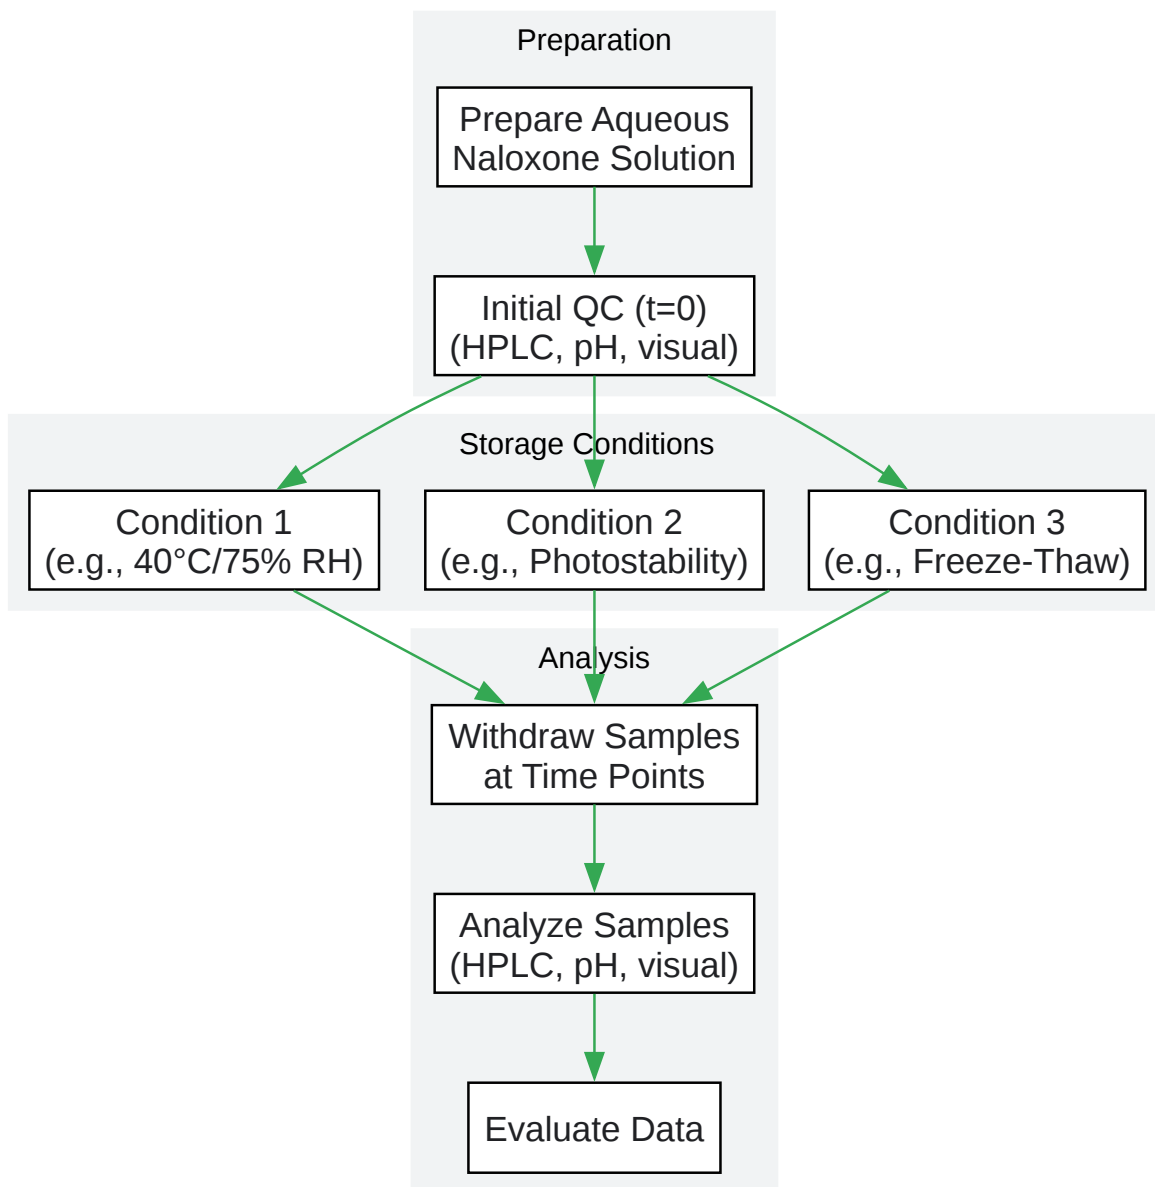 Preparation
Prepare Aqueous
Naloxone Solution
Initial QC (t=0)
(HPLC, pH, visual)
Storage Conditions
Condition 1
(e.g., 40°C/75% RH)
Condition 2
(e.g., Photostability)
Condition 3
(e.g., Freeze-Thaw)
Analysis
Withdraw Samples
at Time Points
Analyze Samples
(HPLC, pH, visual)
Evaluate Data